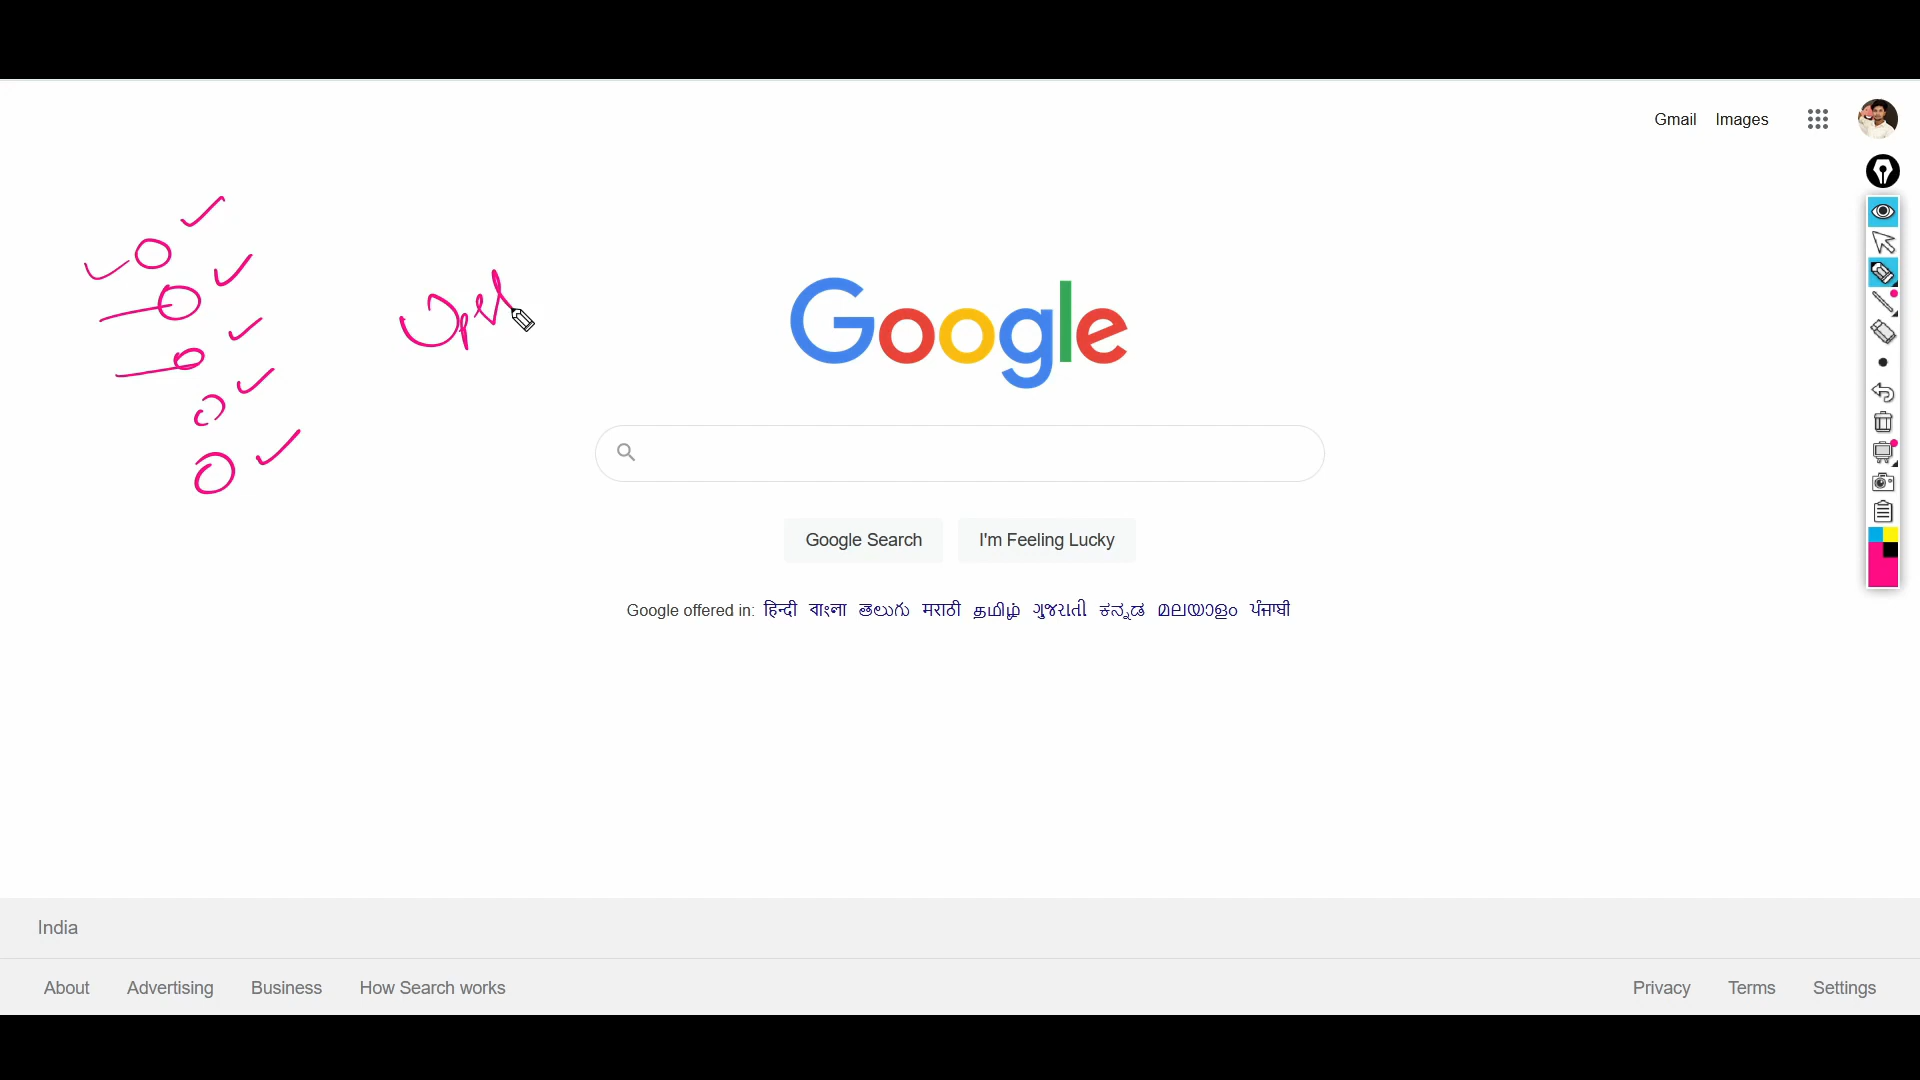 Gmail Images
Google
Google Search I'm Feeling Lucky
Google offered in: हिन्दी বাংলা తెలుగు मराठी தமிழ் ગુજરાતી ಕನ್ನಡ മലയാളം ਪੰਜਾਬੀ
India
About Advertising Business How Search works Privacy Terms Settings